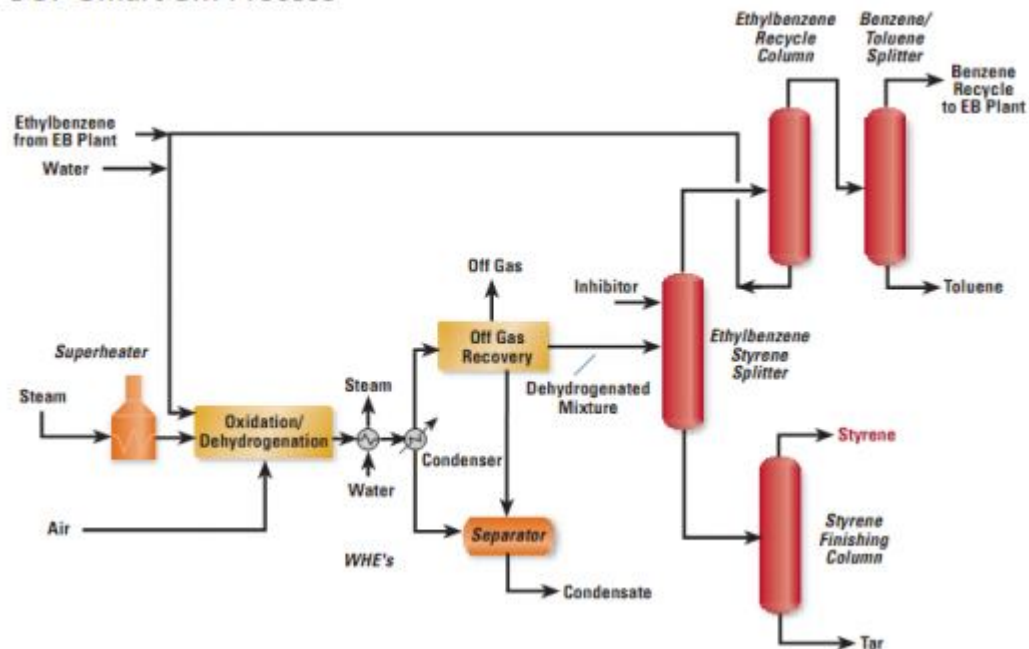 Ethylbenzene
Recycle
Column
Benzene/
Toluene
Splitter
Benzene
Recycle
to EB Plant
Ethylbenzene
from EB Plant
Water
Off Gas
Inhibitor
Toluene
Superheater
Off Gas
Recovery
Ethylbenzene
Styrene
Splitter
Steam
Steam
Dehydrogenated
Mixture
Oxidation/
Dehydrogenation
Condenser
Styrene
Water
Air
Separator
Styrene
Finishing
Column
WHE's
Condensate
Tar